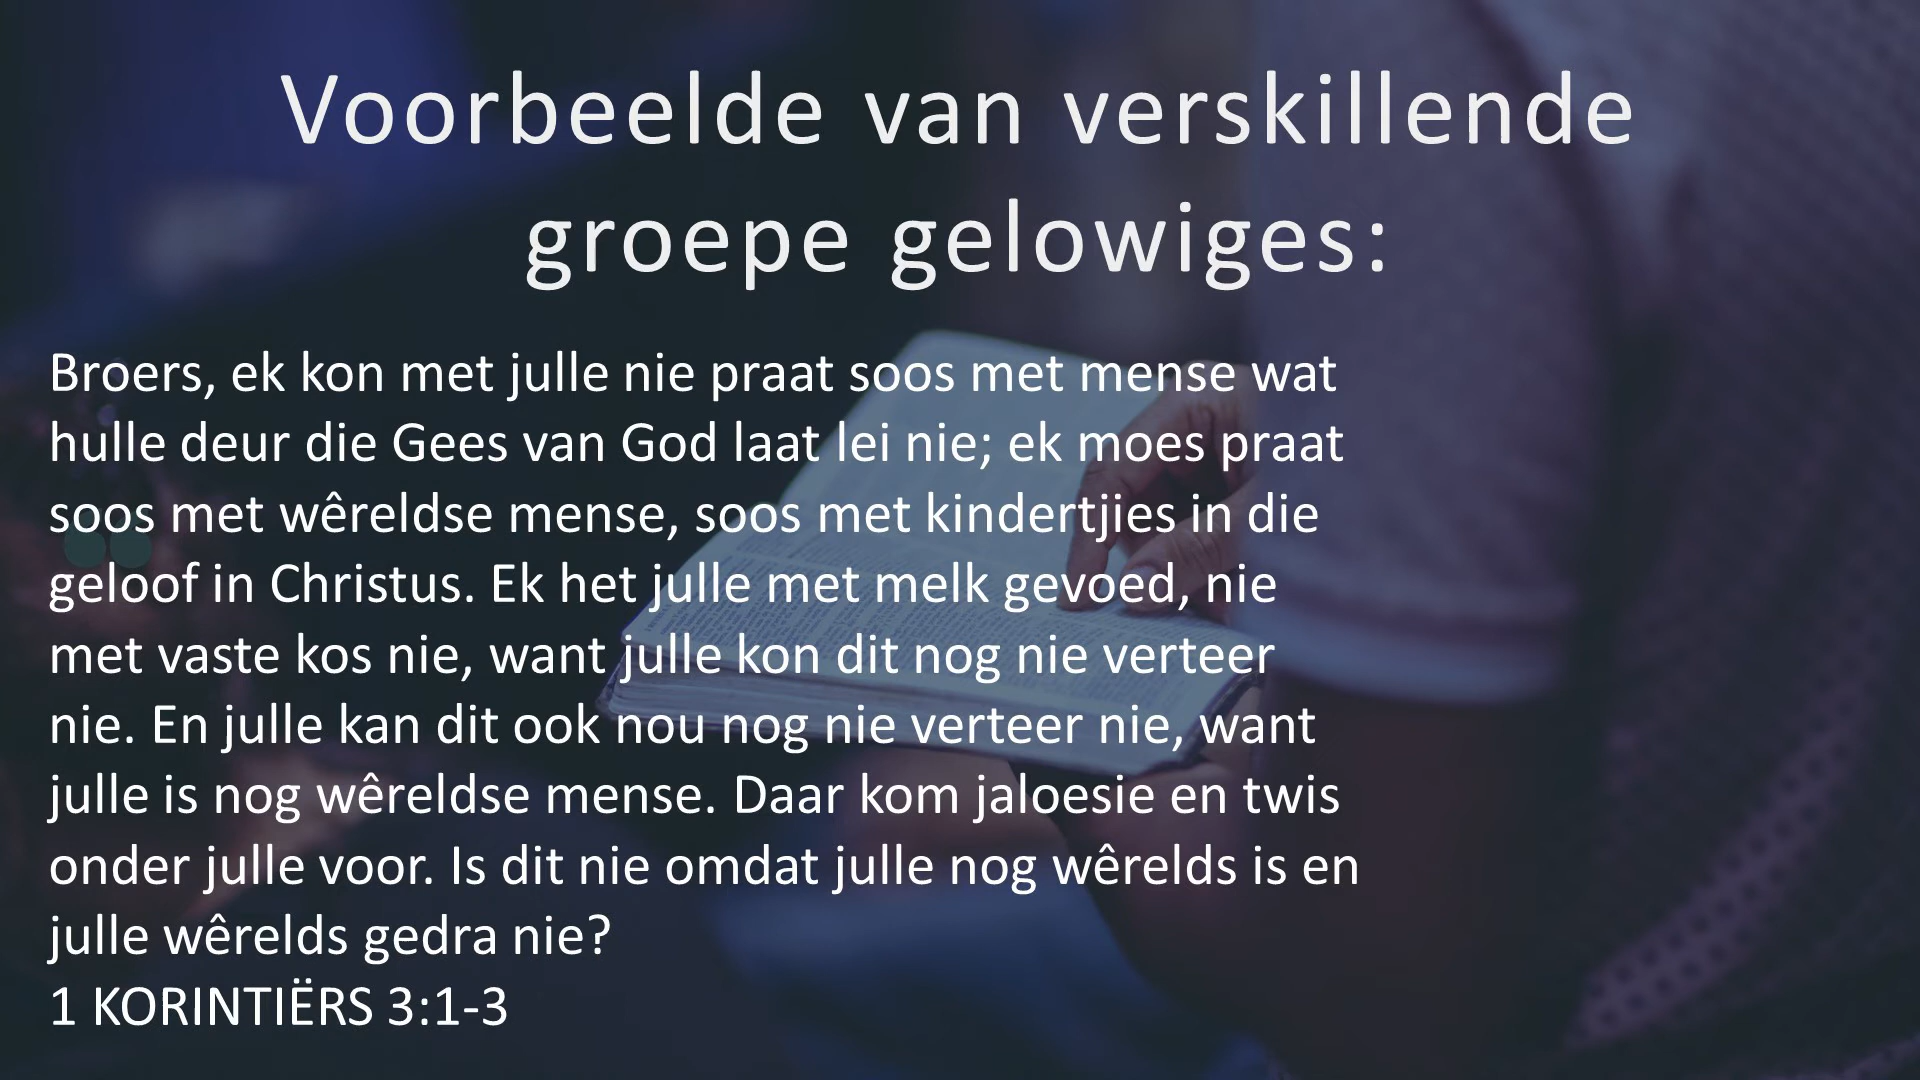 Voorbeelde van verskillende
groepe gelowiges:
Broers, ek kon met julle nie praat soos met mense wat
hulle deur die Gees van God laat lei nie; ek moes praat
soos met wêreldse mense, soos met kindertjies in die
geloof in Christus. Ek het julle met melk gevoed, nie
met vaste kos nie, want julle kon dit nog nie verteer
nie. En julle kan dit ook nou nog nie verteer nie, want
julle is nog wêreldse mense. Daar kom jaloesie en twis
onder julle voor. Is dit nie omdat julle nog wêrelds is en
julle wêrelds gedra nie?
1 KORINTIËRS 3:1-3